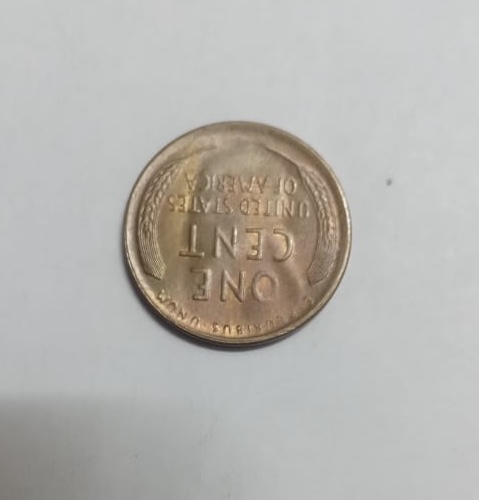 E PLURIBUS UNUM
ONE
CENT
UNITED STATES
OF AMERICA